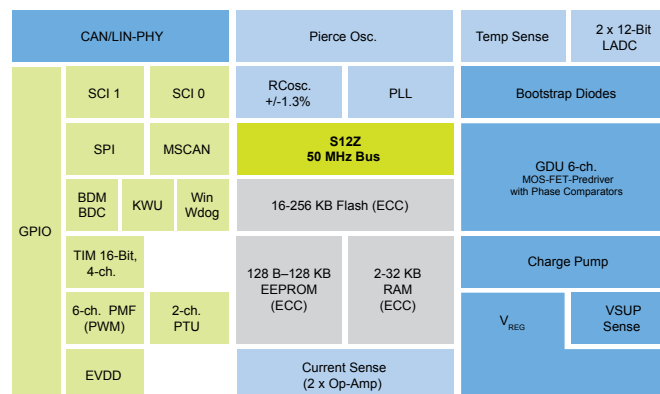 CAN/LIN-PHY
Pierce Osc.
Temp Sense
2 x 12-Bit
LADC
GPIO
SCI 1
SCI 0
RCosc.
+/-1.3%
PLL
Bootstrap Diodes
SPI
MSCAN
S12Z
50 MHz Bus
GDU 6-ch.
MOS-FET-Predriver
with Phase Comparators
BDM
BDC
KWU
Win
Wdog
16-256 KB Flash (ECC)
TIM 16-Bit,
4-ch.
128 B–128 KB
EEPROM
(ECC)
2-32 KB
RAM
(ECC)
Charge Pump
6-ch. PMF
(PWM)
2-ch.
PTU
VREG
VSUP
Sense
EVDD
Current Sense
(2 x Op-Amp)